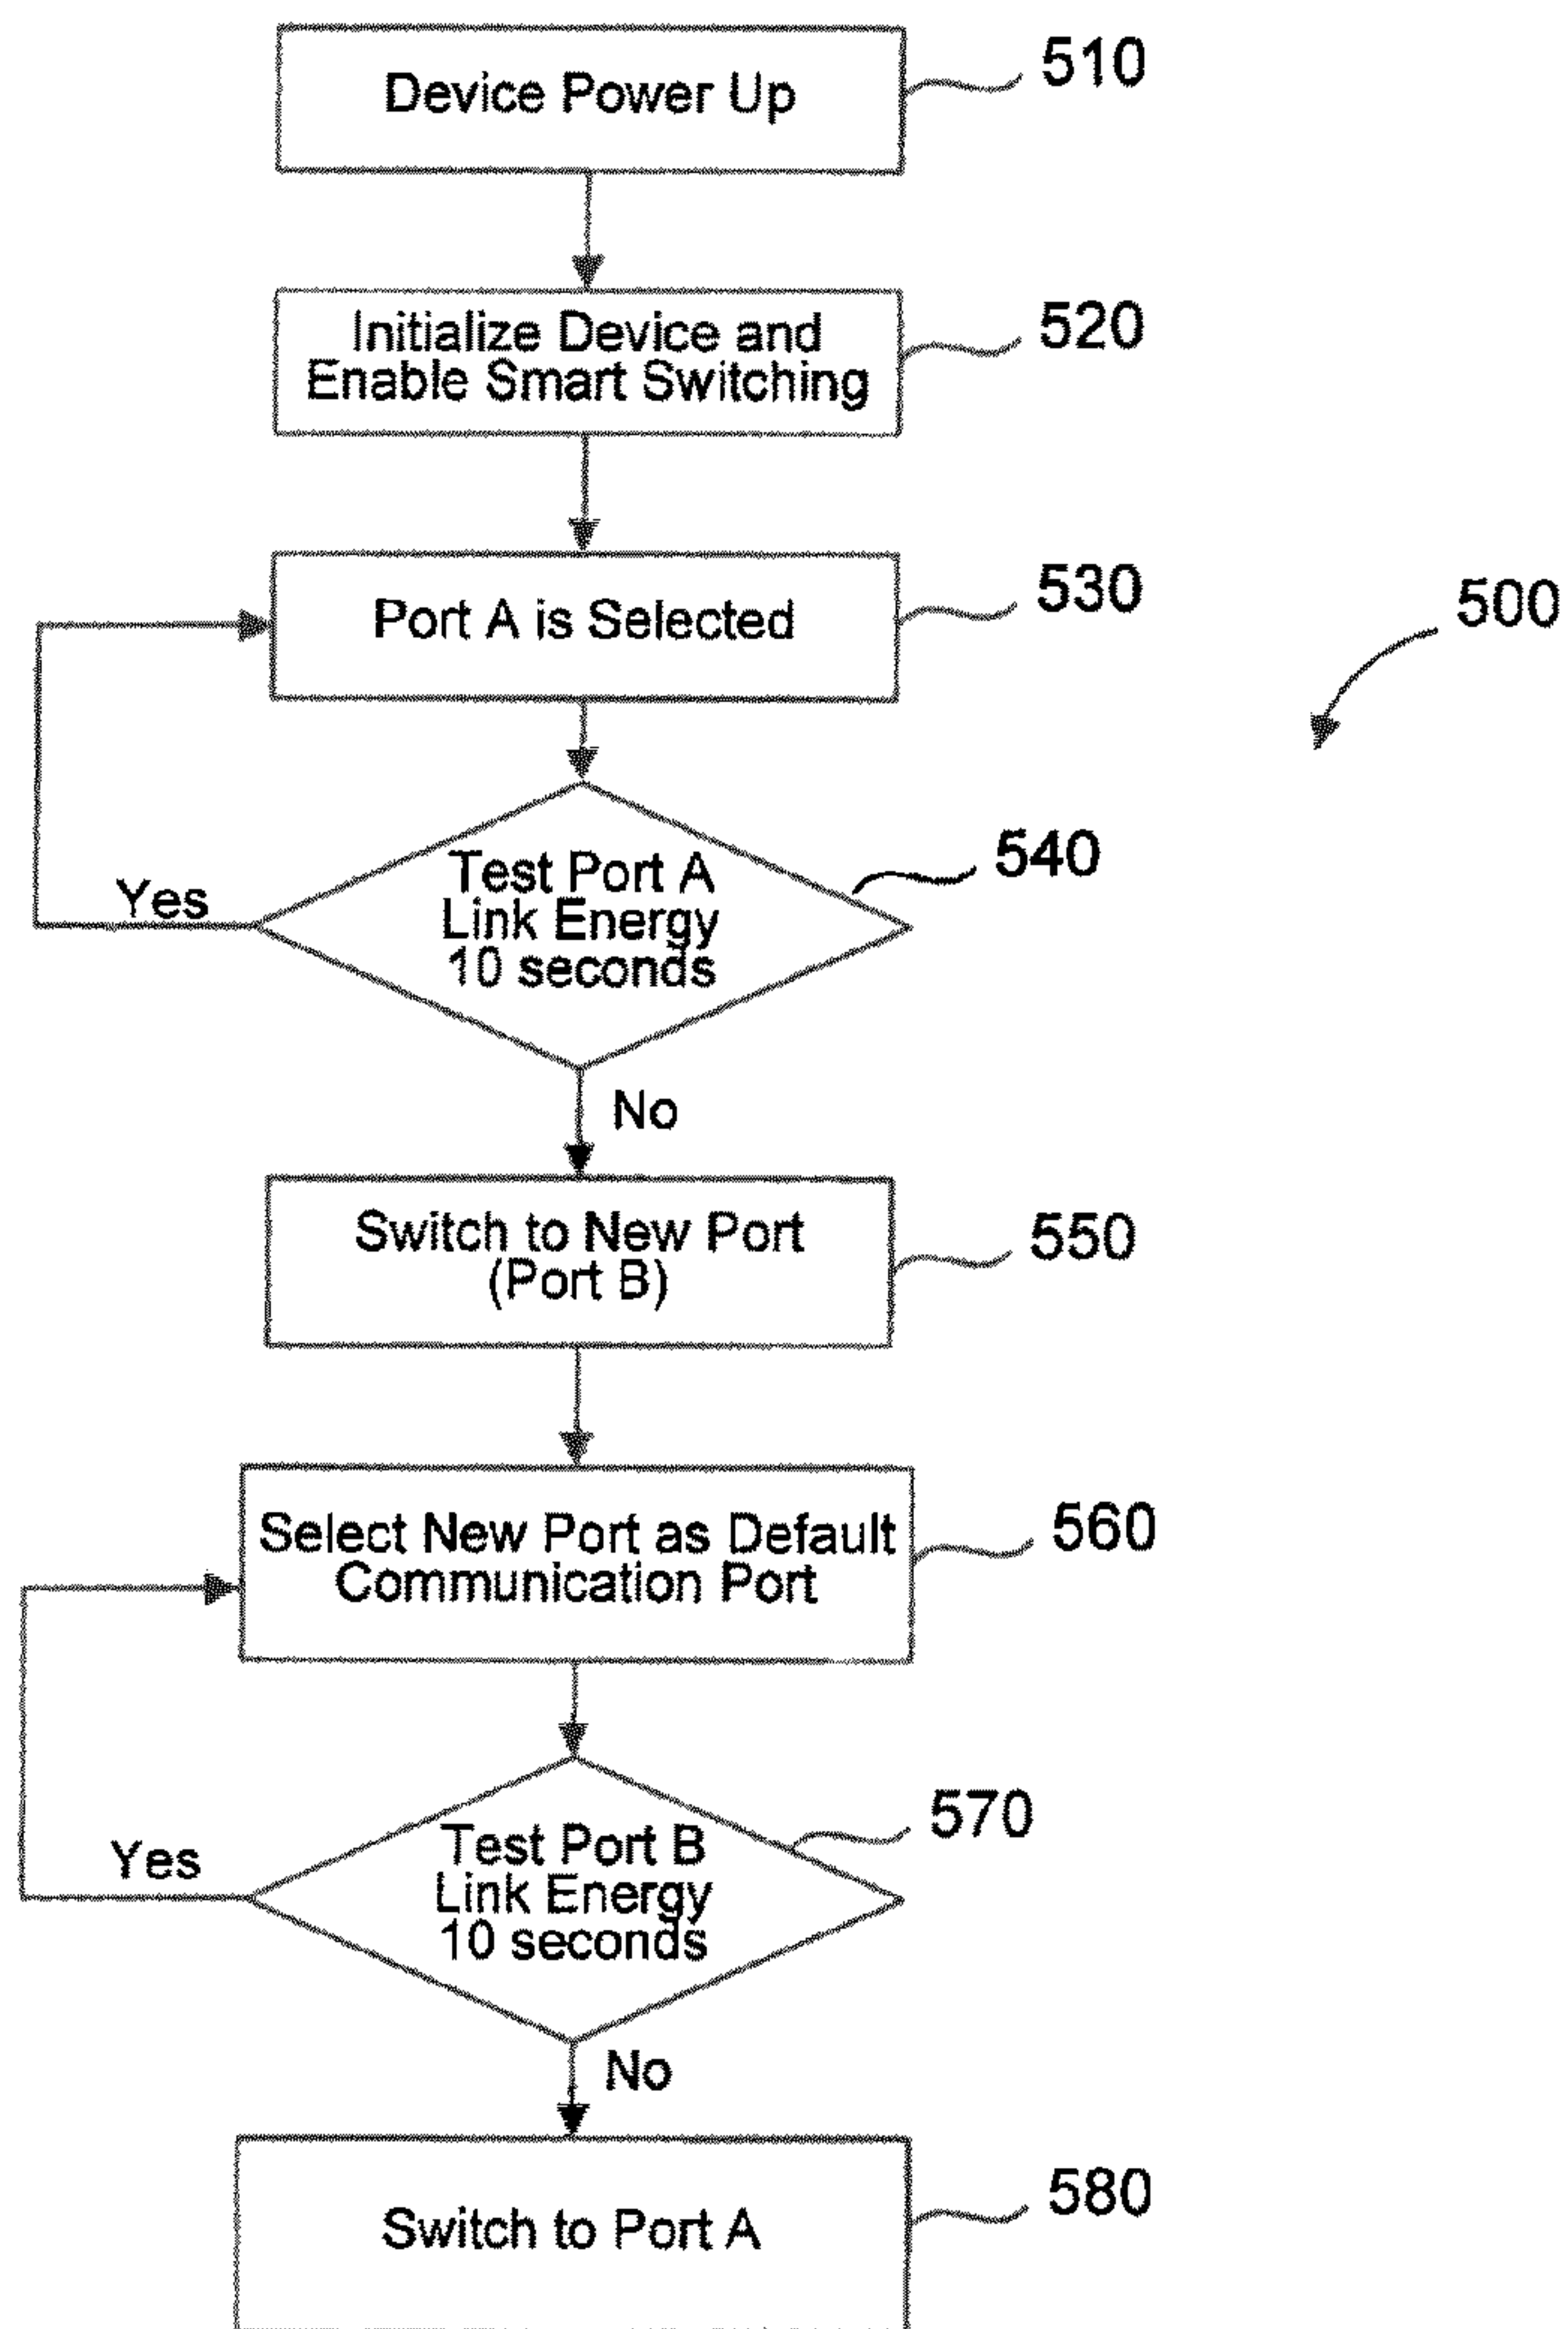 Device Power Up
510
Initialize Device and
Enable Smart Switching
520
Port A is Selected
530
500
Test Port A
Link Energy
10 seconds
540
Yes
No
Switch to New Port
(Port B)
550
Select New Port as Default
Communication Port
560
Test Port B
Link Energy
10 seconds
570
Yes
No
Switch to Port A
580